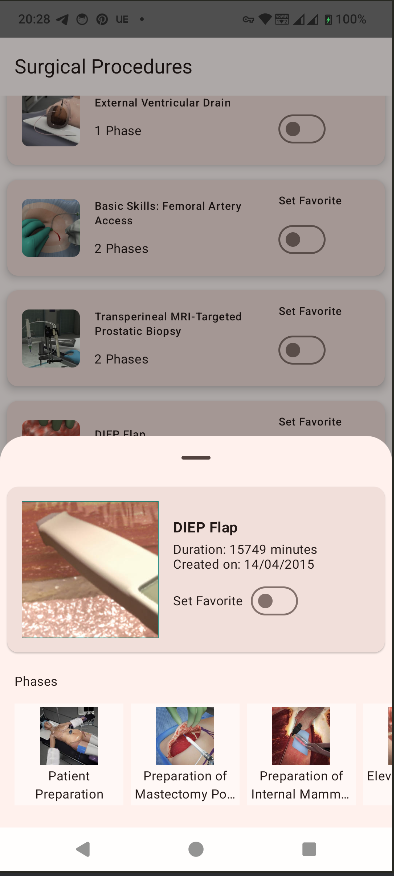 20:28 UE 100%
Surgical Procedures
External Ventricular Drain
1 Phase
Basic Skills: Femoral Artery
Access
2 Phases
Set Favorite
Transperineal MRI-Targeted
Prostatic Biopsy
2 Phases
Set Favorite
DIEP Flap
Set Favorite
DIEP Flap
Duration: 15749 minutes
Created on: 14/04/2015
Set Favorite
Phases
Patient
Preparation
Preparation of
Mastectomy Po...
Preparation of
Internal Mamm...
Elev